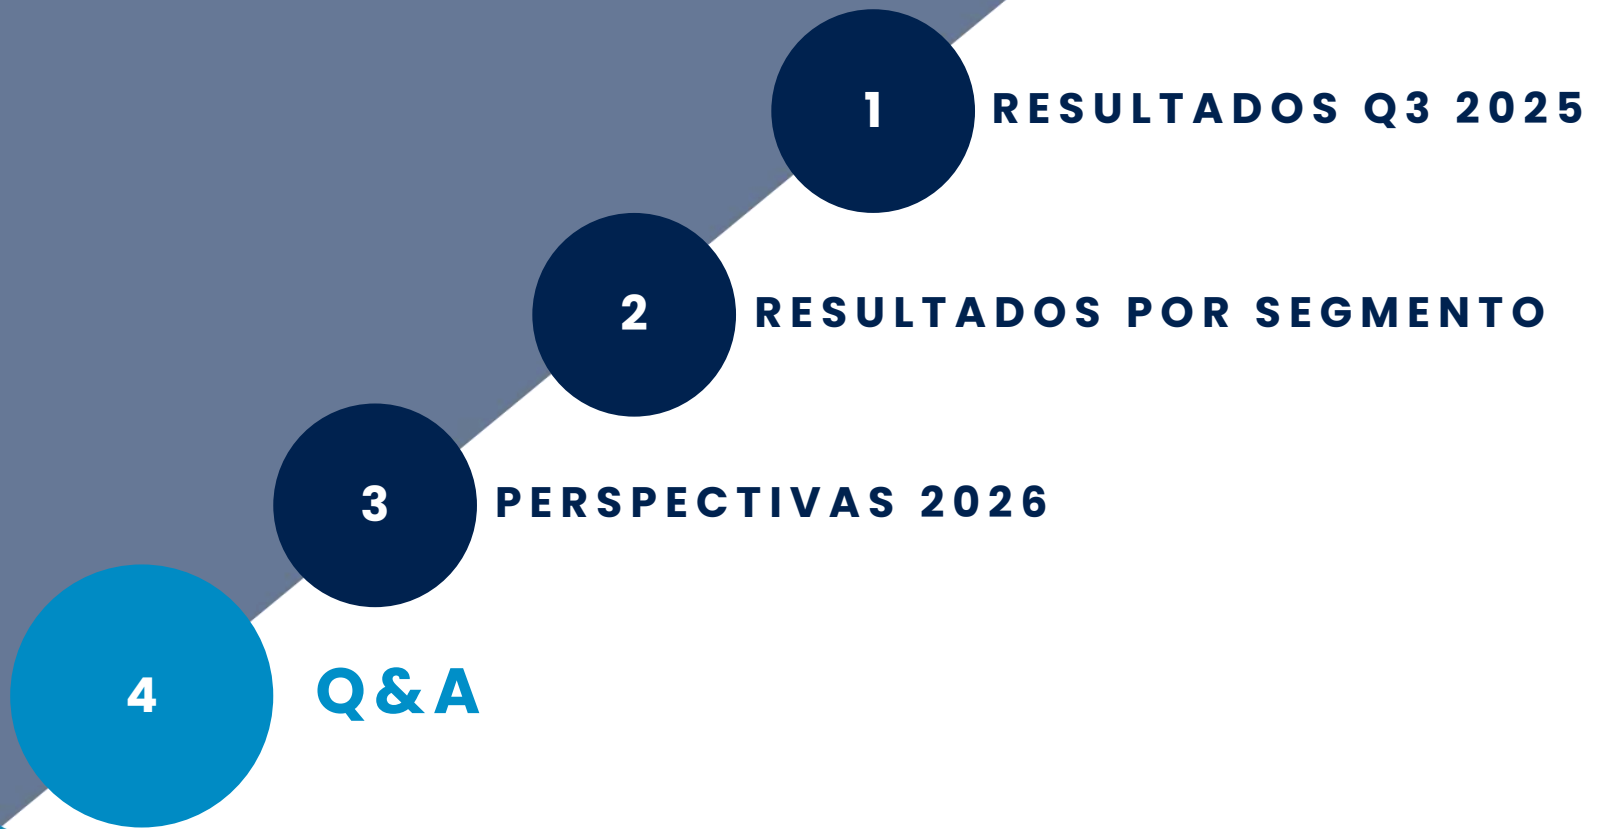 1 RESULTADOS Q3 2025
2 RESULTADOS POR SEGMENTO
3 PERSPECTIVAS 2026
4 Q&A